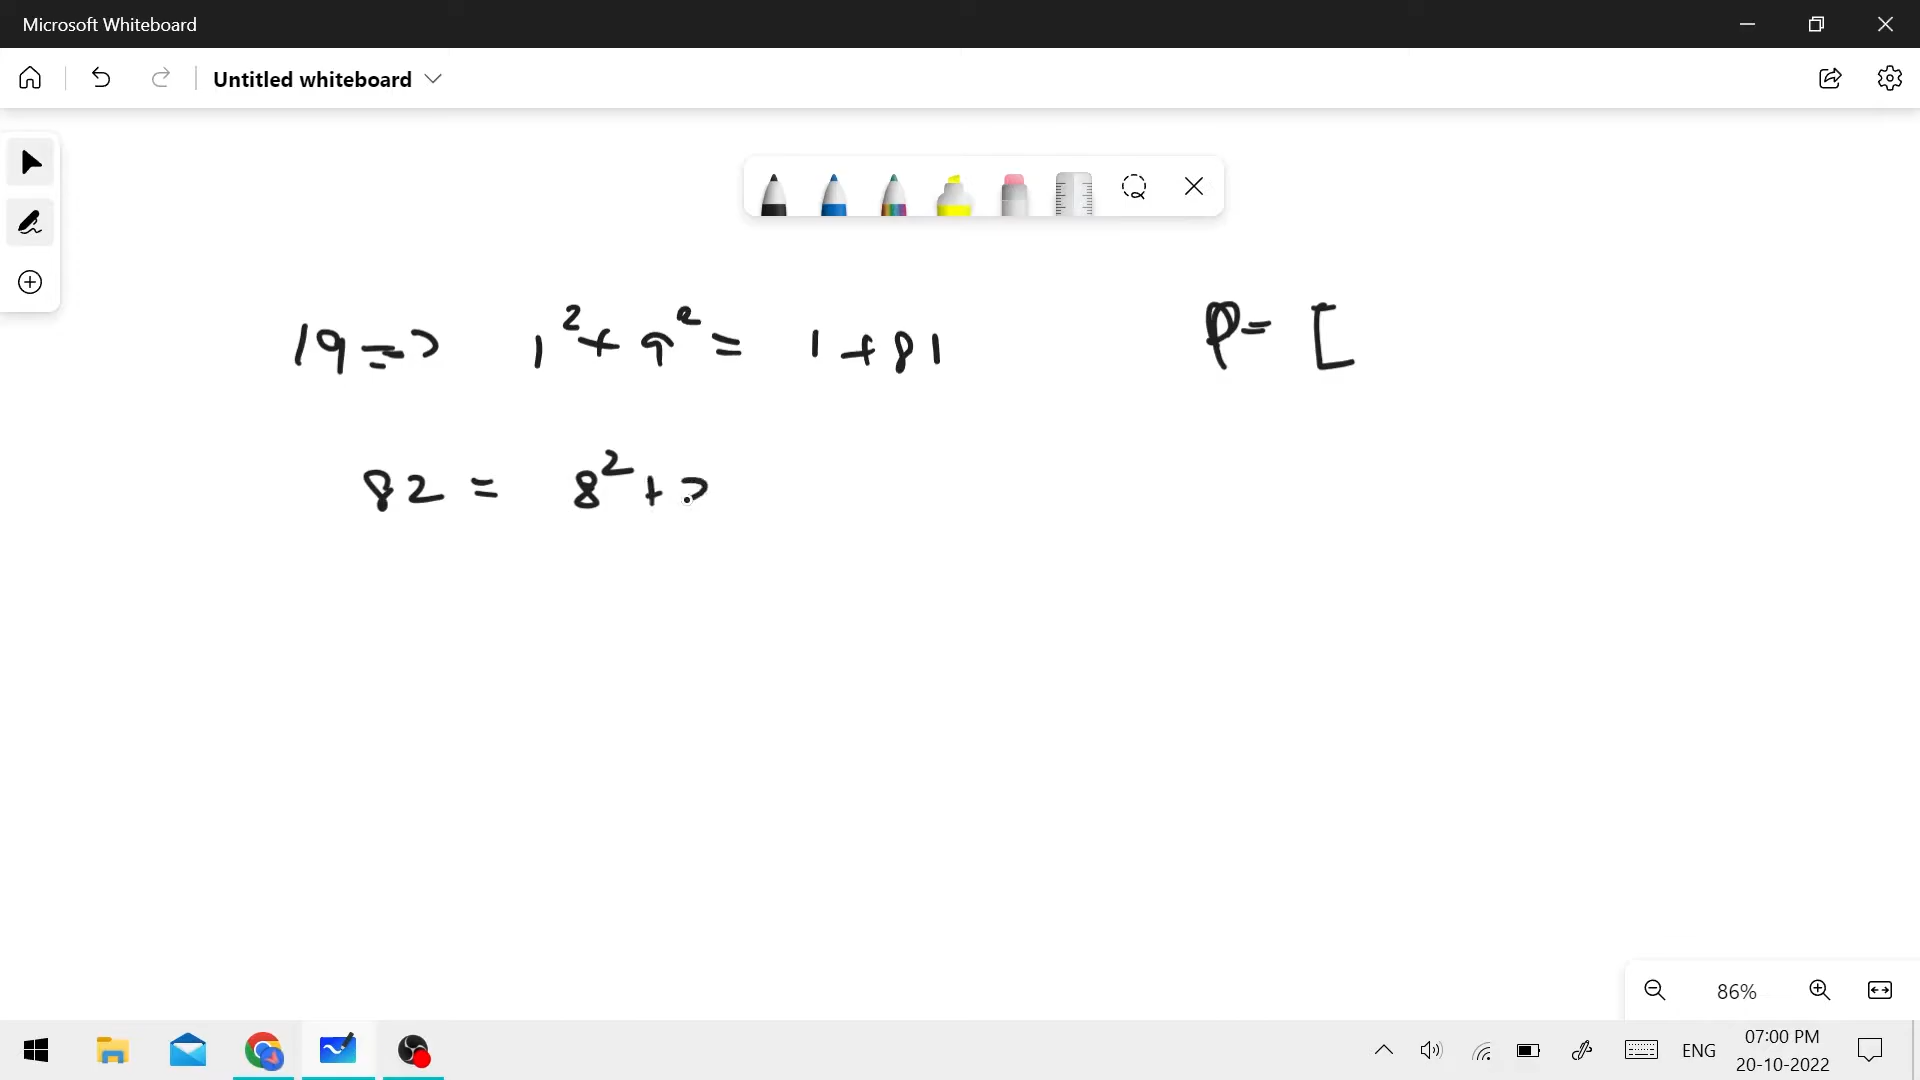 Microsoft Whiteboard
Untitled whiteboard
19 => 1² + 9² = 1 + 81
P = [
82 = 8² + 2
86%
ENG
07:00 PM
20-10-2022